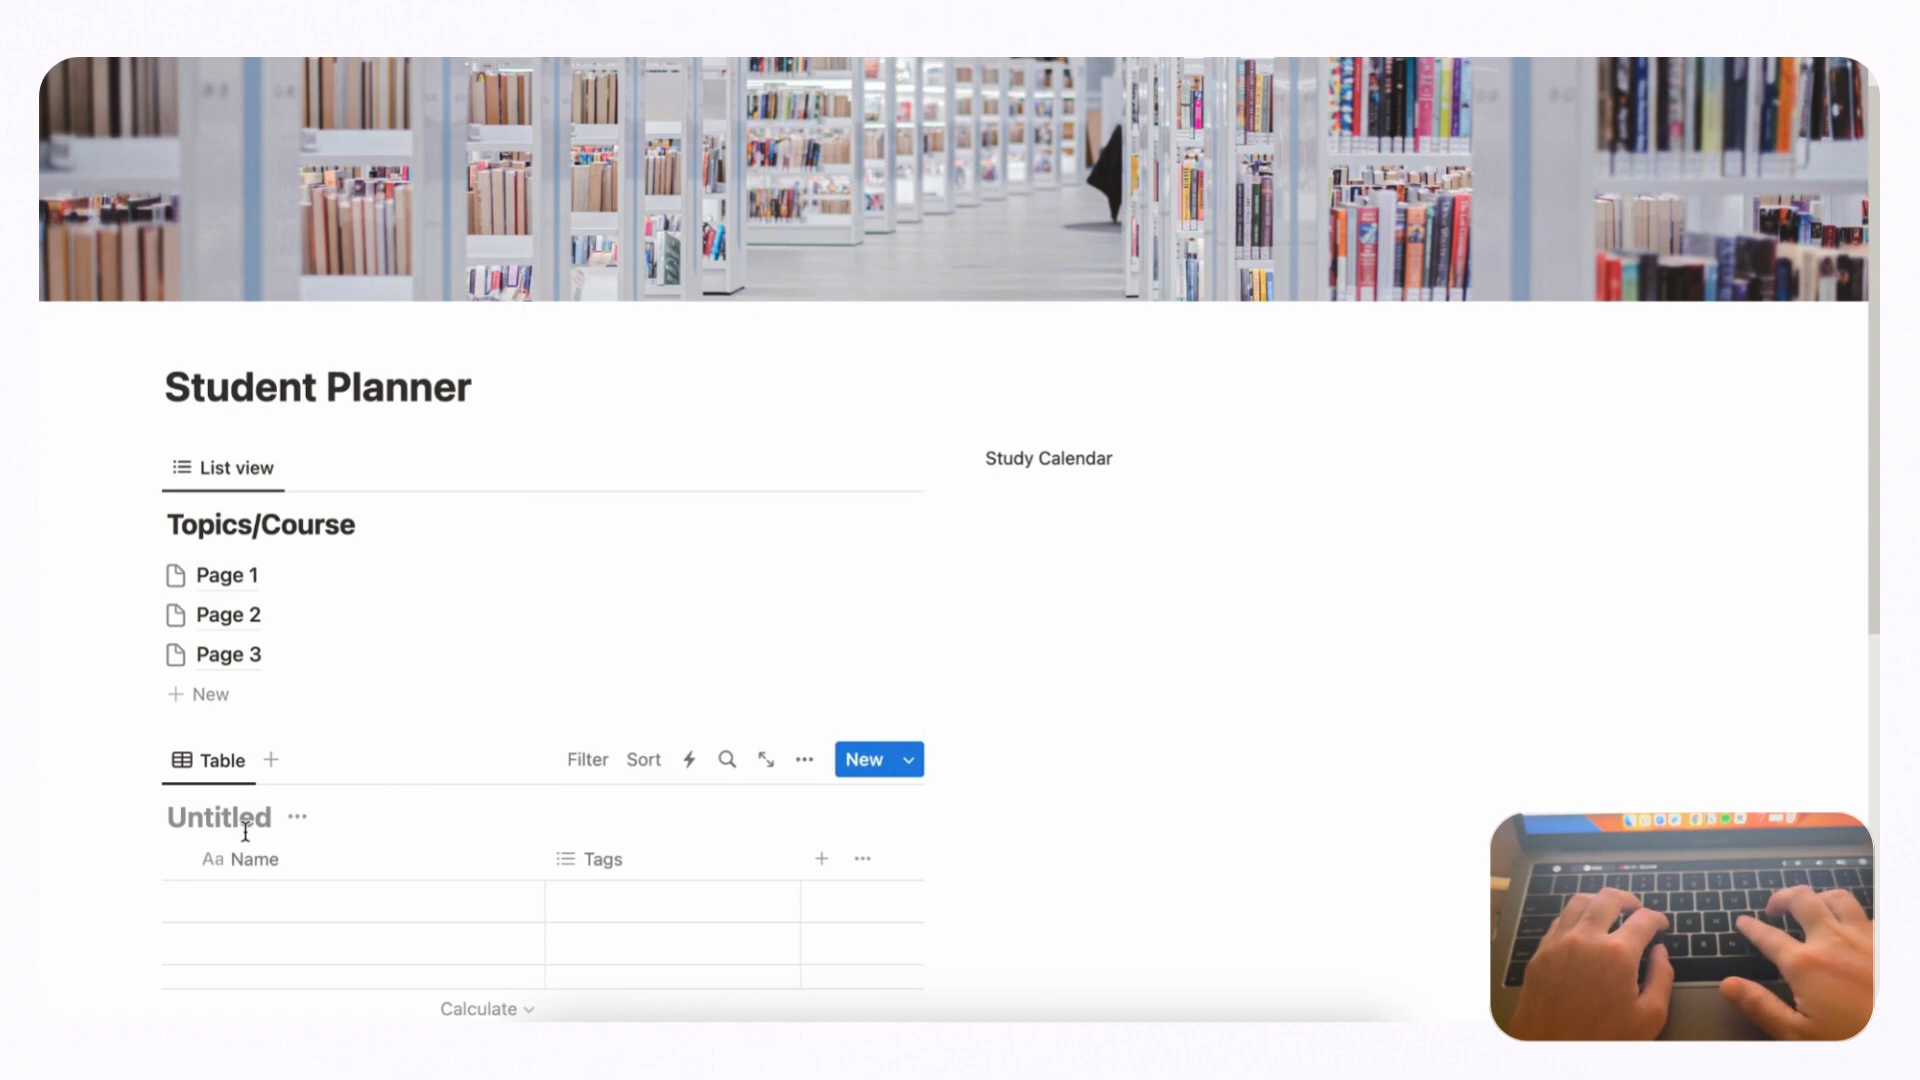 Student Planner
List view
Topics/Course
Page 1
Page 2
Page 3
New
Study Calendar
Table
Filter Sort New
Untitled
Aa Name Tags
Calculate